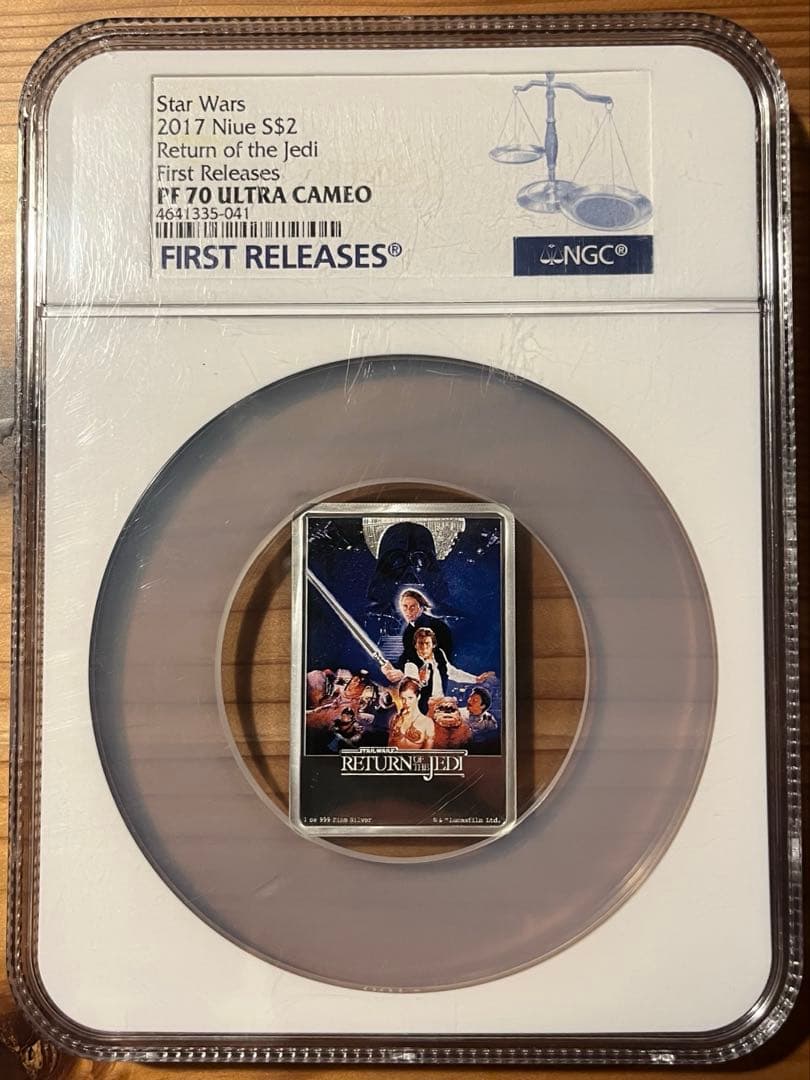 Star Wars
2017 Niue S$2
Return of the Jedi
First Releases
PF 70 ULTRA CAMEO
4641335-041
FIRST RELEASES®
NGC®
STAR WARS
RETURN OF THE JEDI
1 oz 999 Fine Silver
© & ™ Lucasfilm Ltd.